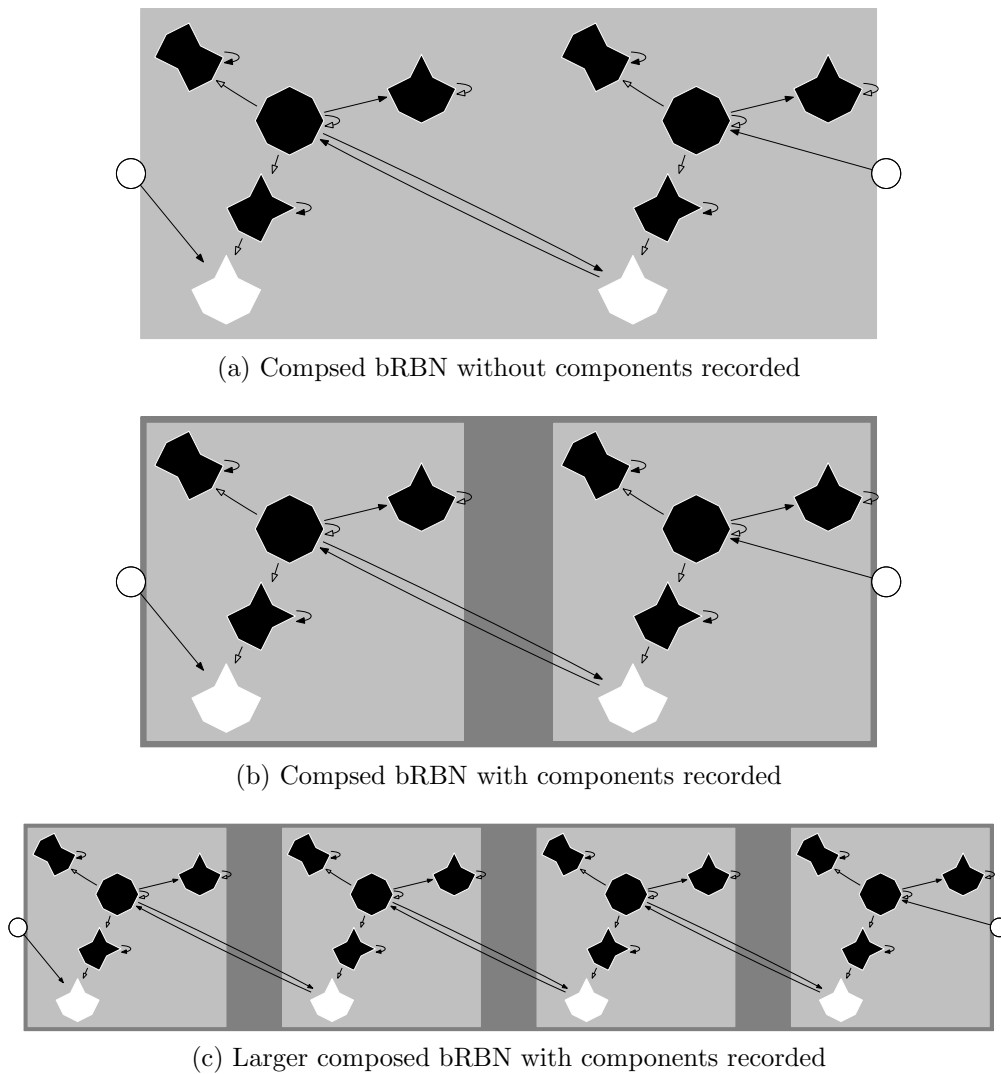 (a) Compsed bRBN without components recorded
(b) Compsed bRBN with components recorded
(c) Larger composed bRBN with components recorded